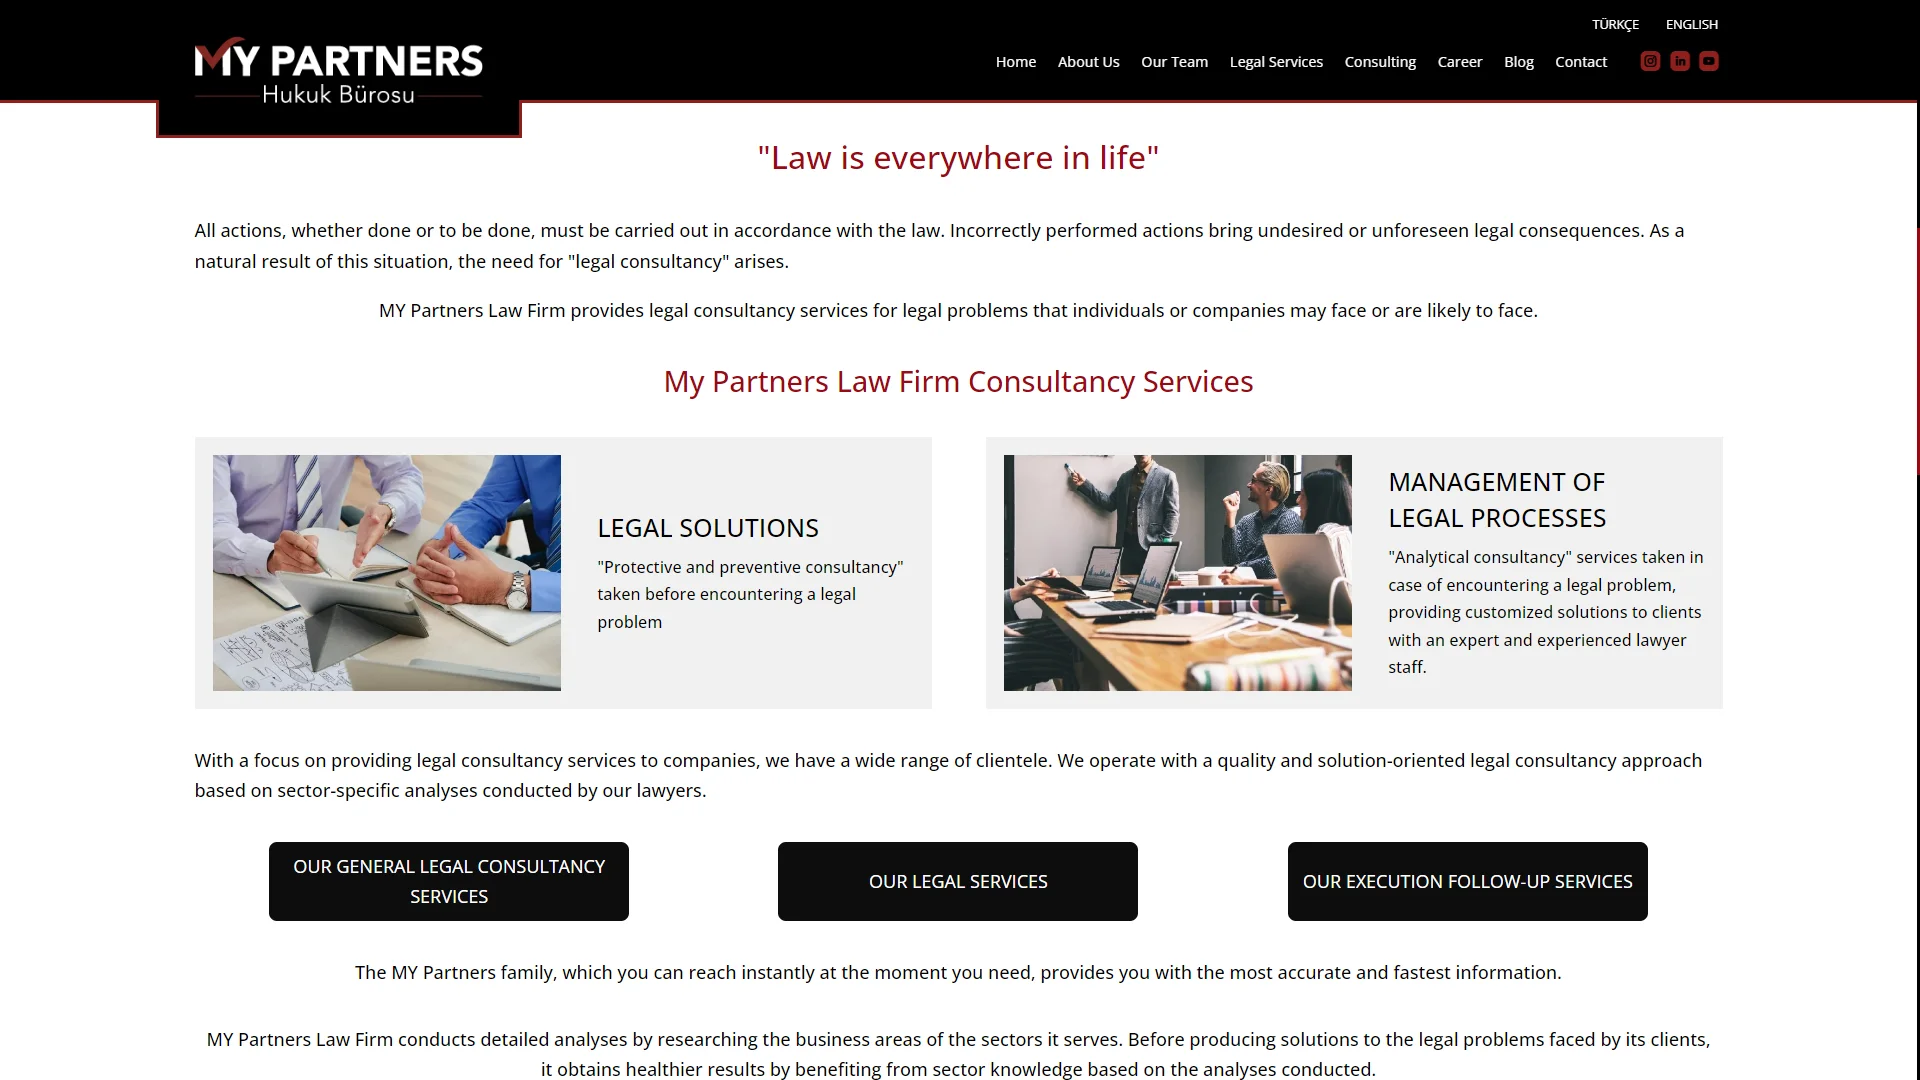 TÜRKÇE ENGLISH
MY PARTNERS
Hukuk Bürosu
Home About Us Our Team Legal Services Consulting Career Blog Contact
"Law is everywhere in life"
All actions, whether done or to be done, must be carried out in accordance with the law. Incorrectly performed actions bring undesired or unforeseen legal consequences. As a
natural result of this situation, the need for "legal consultancy" arises.
MY Partners Law Firm provides legal consultancy services for legal problems that individuals or companies may face or are likely to face.
My Partners Law Firm Consultancy Services
LEGAL SOLUTIONS
"Protective and preventive consultancy"
taken before encountering a legal
problem
MANAGEMENT OF
LEGAL PROCESSES
"Analytical consultancy" services taken in
case of encountering a legal problem,
providing customized solutions to clients
with an expert and experienced lawyer
staff.
With a focus on providing legal consultancy services to companies, we have a wide range of clientele. We operate with a quality and solution-oriented legal consultancy approach
based on sector-specific analyses conducted by our lawyers.
OUR GENERAL LEGAL CONSULTANCY
SERVICES
OUR LEGAL SERVICES
OUR EXECUTION FOLLOW-UP SERVICES
The MY Partners family, which you can reach instantly at the moment you need, provides you with the most accurate and fastest information.
MY Partners Law Firm conducts detailed analyses by researching the business areas of the sectors it serves. Before producing solutions to the legal problems faced by its clients,
it obtains healthier results by benefiting from sector knowledge based on the analyses conducted.